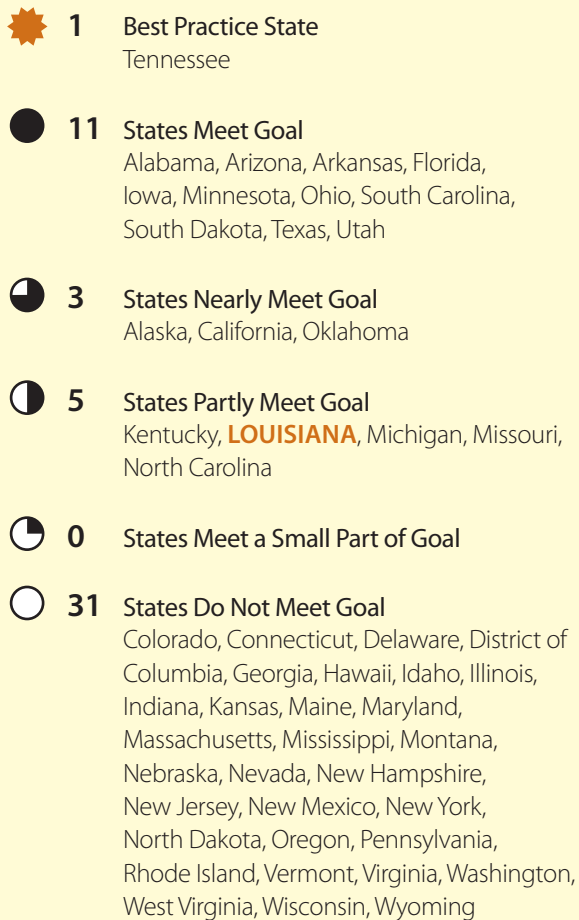 1 Best Practice State
Tennessee
11 States Meet Goal
Alabama, Arizona, Arkansas, Florida,
Iowa, Minnesota, Ohio, South Carolina,
South Dakota, Texas, Utah
3 States Nearly Meet Goal
Alaska, California, Oklahoma
5 States Partly Meet Goal
Kentucky, LOUISIANA, Michigan, Missouri,
North Carolina
0 States Meet a Small Part of Goal
31 States Do Not Meet Goal
Colorado, Connecticut, Delaware, District of
Columbia, Georgia, Hawaii, Idaho, Illinois,
Indiana, Kansas, Maine, Maryland,
Massachusetts, Mississippi, Montana,
Nebraska, Nevada, New Hampshire,
New Jersey, New Mexico, New York,
North Dakota, Oregon, Pennsylvania,
Rhode Island, Vermont, Virginia, Washington,
West Virginia, Wisconsin, Wyoming